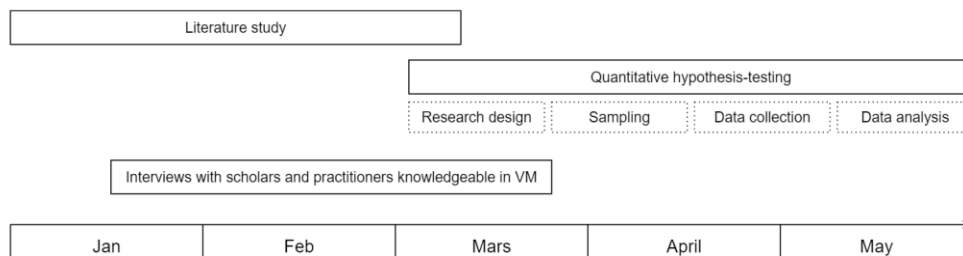 Literature study
Quantitative hypothesis-testing
Research design Sampling Data collection Data analysis
Interviews with scholars and practitioners knowledgeable in VM
Jan Feb Mars April May